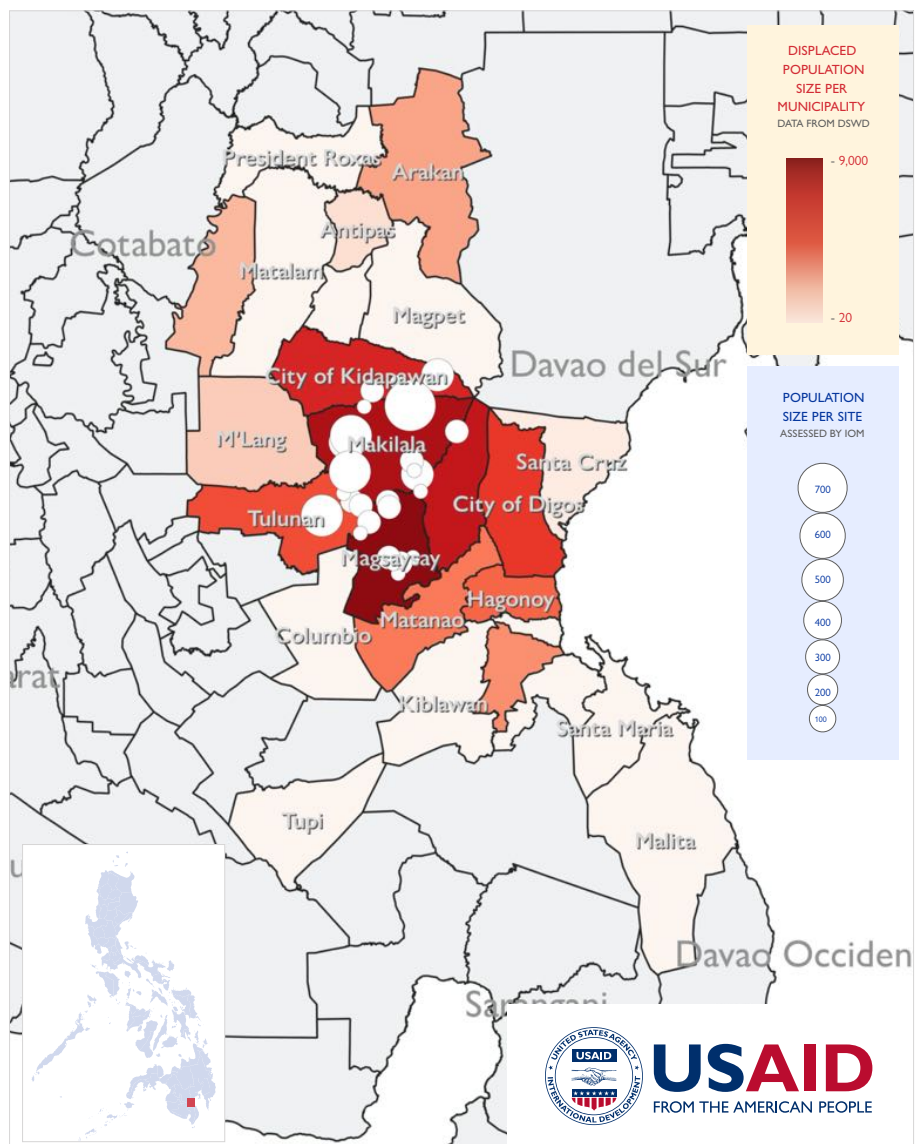 DISPLACED
POPULATION
SIZE PER
MUNICIPALITY
DATA FROM DSWD
- 9,000
- 20
POPULATION
SIZE PER SITE
ASSESSED BY IOM
700
600
500
400
300
200
100
President Roxas
Arakan
Antipas
Cotabato
Matalam
Magpet
Davao del Sur
City of Kidapawan
M'Lang
Makilala
Santa Cruz
City of Digos
Tulunan
Magsaysay
Hagonoy
Matanao
Columbio
arat
Kiblawan
Santa Maria
Tupi
Malita
Davao Occiden
Sarangani
UNITED STATES AGENCY
USAID
INTERNATIONAL DEVELOPMENT
USAID
FROM THE AMERICAN PEOPLE